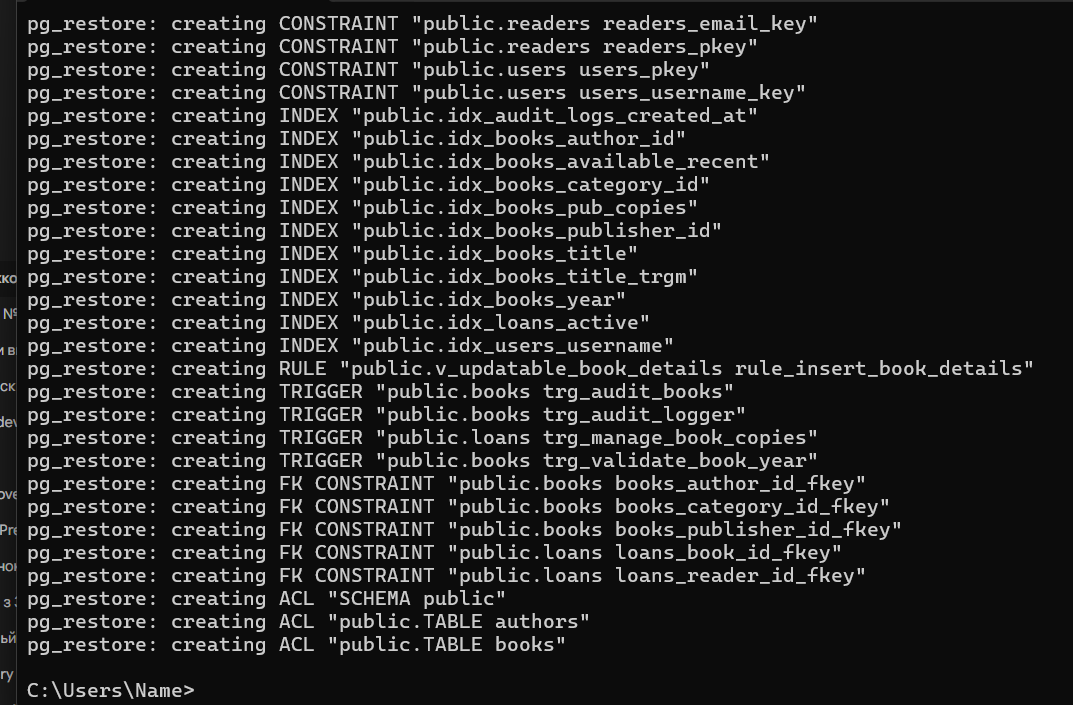 pg_restore: creating CONSTRAINT "public.readers readers_email_key"
pg_restore: creating CONSTRAINT "public.readers readers_pkey"
pg_restore: creating CONSTRAINT "public.users users_pkey"
pg_restore: creating CONSTRAINT "public.users users_username_key"
pg_restore: creating INDEX "public.idx_audit_logs_created_at"
pg_restore: creating INDEX "public.idx_books_author_id"
pg_restore: creating INDEX "public.idx_books_available_recent"
pg_restore: creating INDEX "public.idx_books_category_id"
pg_restore: creating INDEX "public.idx_books_pub_copies"
pg_restore: creating INDEX "public.idx_books_publisher_id"
pg_restore: creating INDEX "public.idx_books_title"
pg_restore: creating INDEX "public.idx_books_title_trgm"
pg_restore: creating INDEX "public.idx_books_year"
pg_restore: creating INDEX "public.idx_loans_active"
pg_restore: creating INDEX "public.idx_users_username"
pg_restore: creating RULE "public.v_updatable_book_details rule_insert_book_details"
pg_restore: creating TRIGGER "public.books trg_audit_books"
pg_restore: creating TRIGGER "public.books trg_audit_logger"
pg_restore: creating TRIGGER "public.loans trg_manage_book_copies"
pg_restore: creating TRIGGER "public.books trg_validate_book_year"
pg_restore: creating FK CONSTRAINT "public.books books_author_id_fkey"
pg_restore: creating FK CONSTRAINT "public.books books_category_id_fkey"
pg_restore: creating FK CONSTRAINT "public.books books_publisher_id_fkey"
pg_restore: creating FK CONSTRAINT "public.loans loans_book_id_fkey"
pg_restore: creating FK CONSTRAINT "public.loans loans_reader_id_fkey"
pg_restore: creating ACL "SCHEMA public"
pg_restore: creating ACL "public.TABLE authors"
pg_restore: creating ACL "public.TABLE books"
C:\Users\Name>